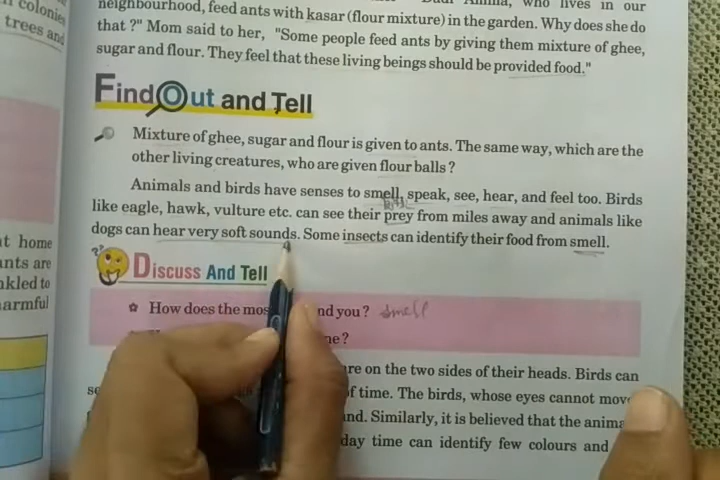 colonies
trees and
neighbourhood, feed ants with kasar (flour mixture) in the garden. Why does she do
that ?" Mom said to her, "Some people feed ants by giving them mixture of ghee,
sugar and flour. They feel that these living beings should be provided food."
Find Out and Tell
Mixture of ghee, sugar and flour is given to ants. The same way, which are the
other living creatures, who are given flour balls ?
Animals and birds have senses to smell, speak, see, hear, and feel too. Birds
like eagle, hawk, vulture etc. can see their prey from miles away and animals like
dogs can hear very soft sounds. Some insects can identify their food from smell.
at home
ants are
nkled to
armful
Discuss And Tell
How does the mos nd you? smell
ne?
re on the two sides of their heads. Birds can
of time. The birds, whose eyes cannot move
nd. Similarly, it is believed that the anima
day time can identify few colours and